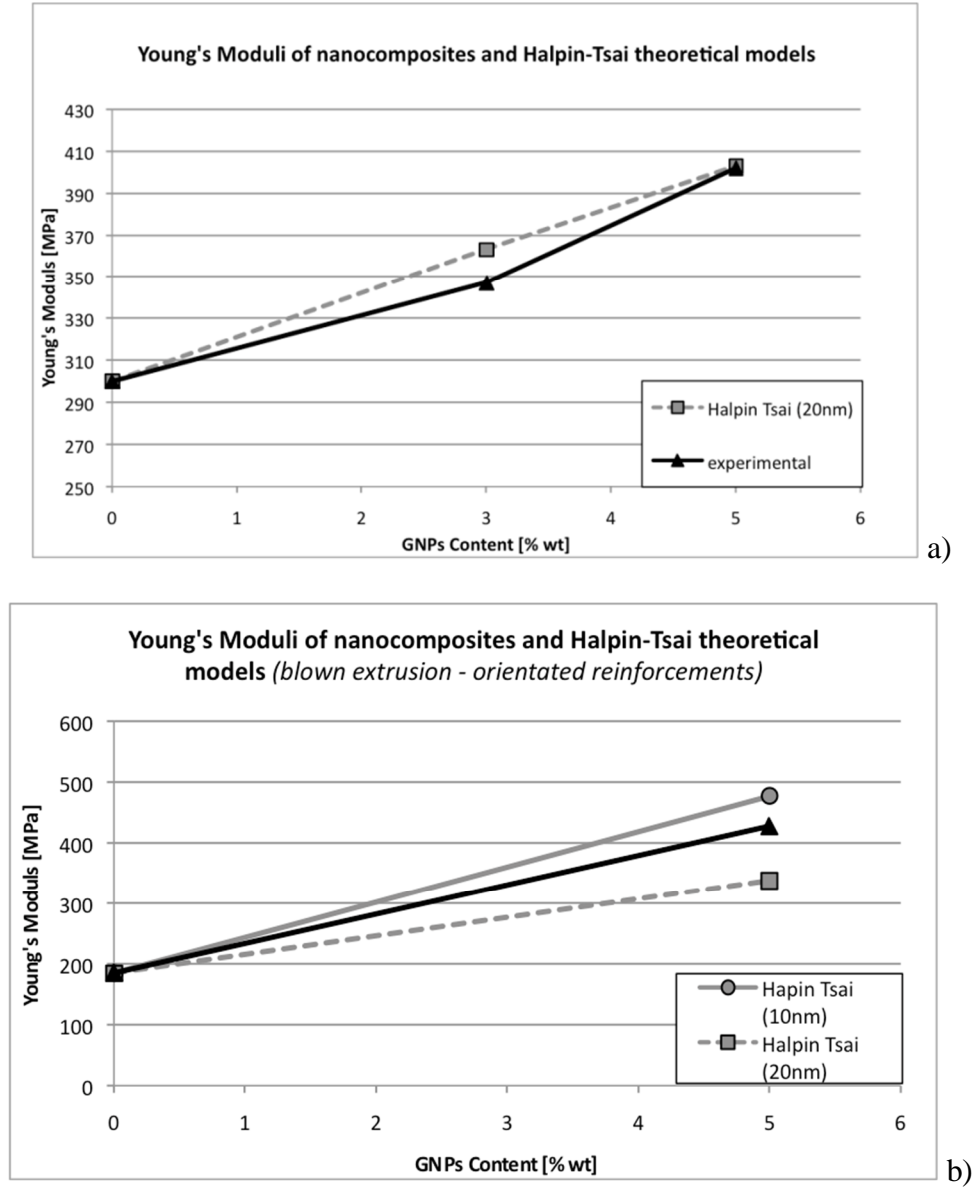 Young's Moduli of nanocomposites and Halpin-Tsai theoretical models
430
410
390
370
350
330
310
290
270
250
Young's Moduls [MPa]
0 1 2 3 4 5 6
GNPs Content [% wt]
Halpin Tsai (20nm)
experimental
a)
Young's Moduli of nanocomposites and Halpin-Tsai theoretical
models (blown extrusion - orientated reinforcements)
600
500
400
300
200
100
0
Young's Moduls [MPa]
0 1 2 3 4 5 6
GNPs Content [% wt]
Hapin Tsai
(10nm)
Halpin Tsai
(20nm)
b)